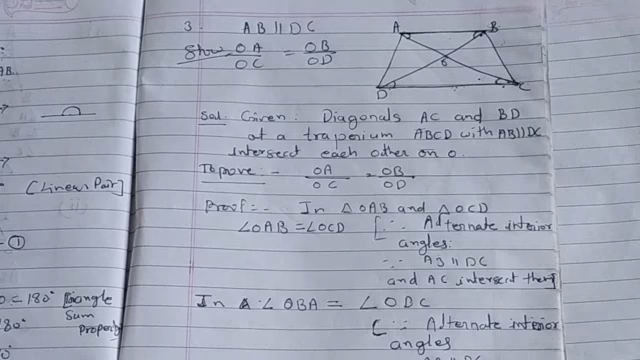 3. AB || DC
Show OA/OC = OB/OD
A B
O
D C
Sol. Given: Diagonals AC and BD
of a trapezium ABCD with AB||DC
intersect each other on O.
To prove :- OA/OC = OB/OD
Proof :- In △OAB and △OCD
∠OAB = ∠OCD [∵ Alternate interior
angles:
∵ AB || DC
and AC intersect them]
In ∠OBA = ∠ODC
[∵ Alternate interior
angles
AB.
[Linear Pair]
- ①
= 180° [Triangle
Sum
Property]
180°